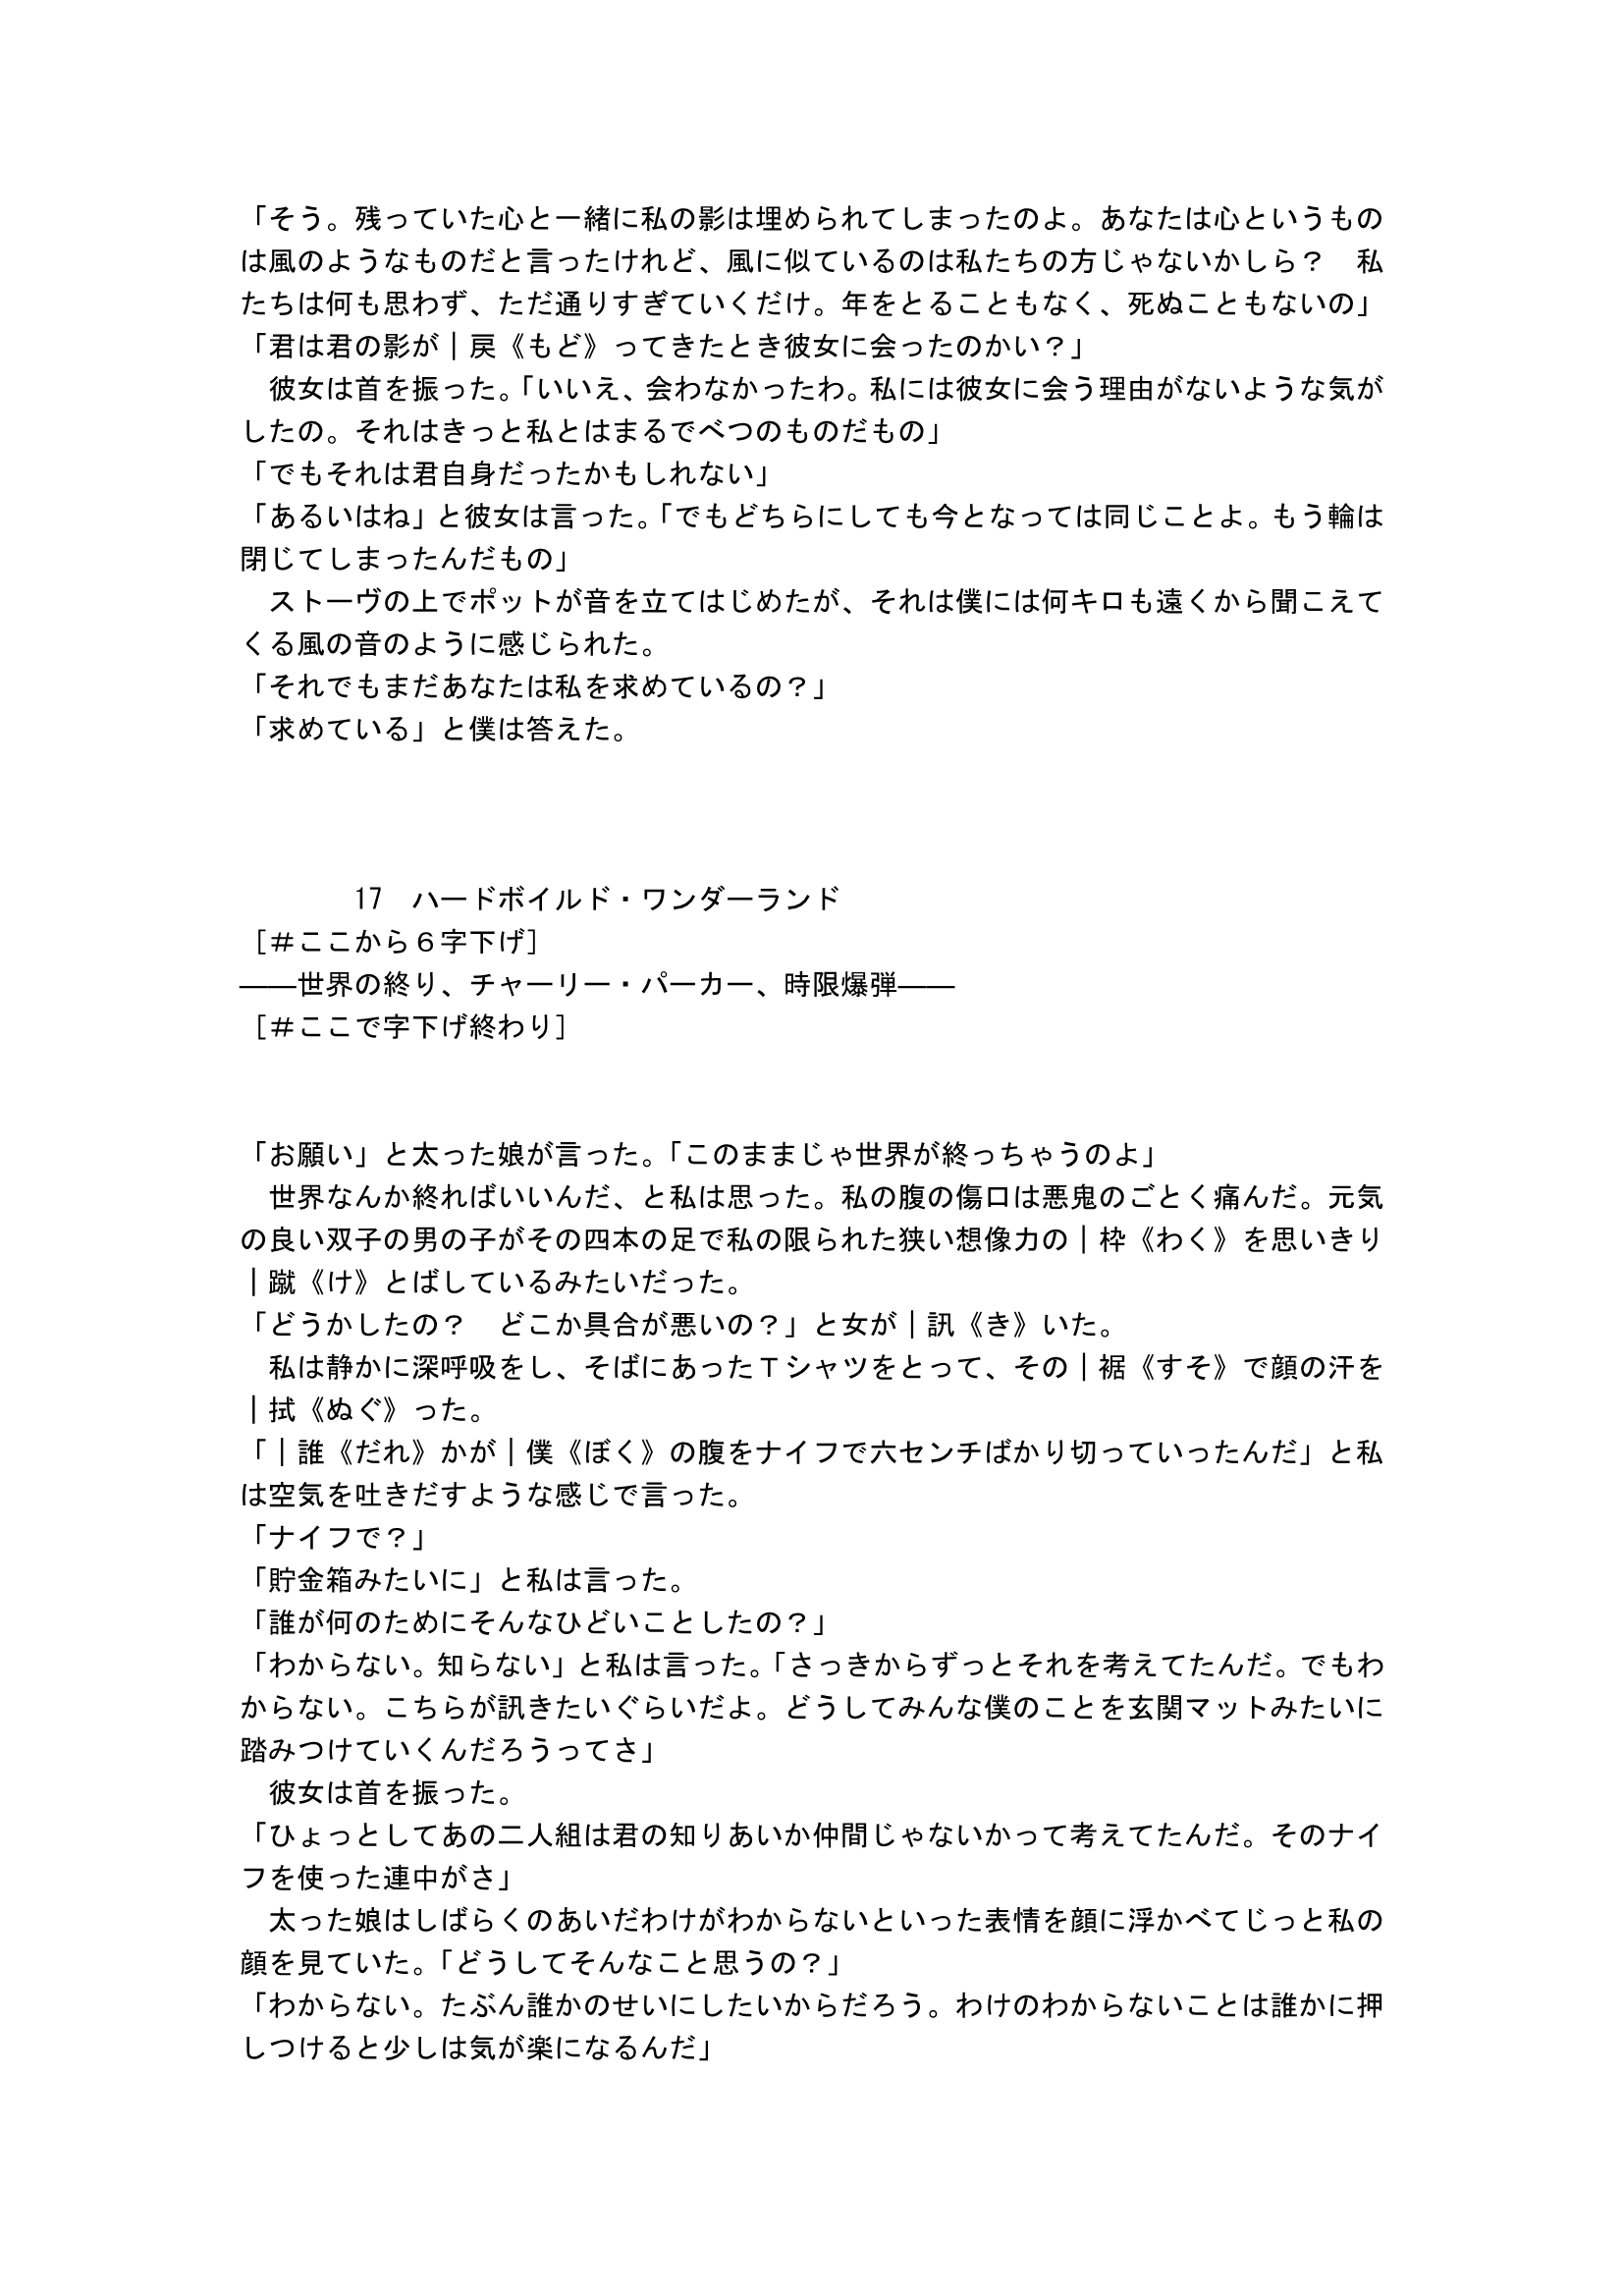 「そう。残っていた心と一緒に私の影は埋められてしまったのよ。あなたは心というもの
は風のようなものだと言ったけれど、風に似ているのは私たちの方じゃないかしら？　私
たちは何も思わず、ただ通りすぎていくだけ。年をとることもなく、死ぬこともないの」
「君は君の影が｜戻《もど》ってきたとき彼女に会ったのかい？」
　彼女は首を振った。「いいえ、会わなかったわ。私には彼女に会う理由がないような気が
したの。それはきっと私とはまるでべつのものだもの」
「でもそれは君自身だったかもしれない」
「あるいはね」と彼女は言った。「でもどちらにしても今となっては同じことよ。もう輪は
閉じてしまったんだもの」
　ストーヴの上でポットが音を立てはじめたが、それは僕には何キロも遠くから聞こえて
くる風の音のように感じられた。
「それでもまだあなたは私を求めているの？」
「求めている」と僕は答えた。
17　ハードボイルド・ワンダーランド
［＃ここから６字下げ］
――世界の終り、チャーリー・パーカー、時限爆弾――
［＃ここで字下げ終わり］
「お願い」と太った娘が言った。「このままじゃ世界が終っちゃうのよ」
　世界なんか終ればいいんだ、と私は思った。私の腹の傷口は悪鬼のごとく痛んだ。元気
の良い双子の男の子がその四本の足で私の限られた狭い想像力の｜枠《わく》を思いきり
｜蹴《け》とばしているみたいだった。
「どうかしたの？　どこか具合が悪いの？」と女が｜訊《き》いた。
　私は静かに深呼吸をし、そばにあったＴシャツをとって、その｜裾《すそ》で顔の汗を
｜拭《ぬぐ》った。
「｜誰《だれ》かが｜僕《ぼく》の腹をナイフで六センチばかり切っていったんだ」と私
は空気を吐きだすような感じで言った。
「ナイフで？」
「貯金箱みたいに」と私は言った。
「誰が何のためにそんなひどいことしたの？」
「わからない。知らない」と私は言った。「さっきからずっとそれを考えてたんだ。でもわ
からない。こちらが訊きたいぐらいだよ。どうしてみんな僕のことを玄関マットみたいに
踏みつけていくんだろうってさ」
　彼女は首を振った。
「ひょっとしてあの二人組は君の知りあいか仲間じゃないかって考えてたんだ。そのナイ
フを使った連中がさ」
　太った娘はしばらくのあいだわけがわからないといった表情を顔に浮かべてじっと私の
顔を見ていた。「どうしてそんなこと思うの？」
「わからない。たぶん誰かのせいにしたいからだろう。わけのわからないことは誰かに押
しつけると少しは気が楽になるんだ」